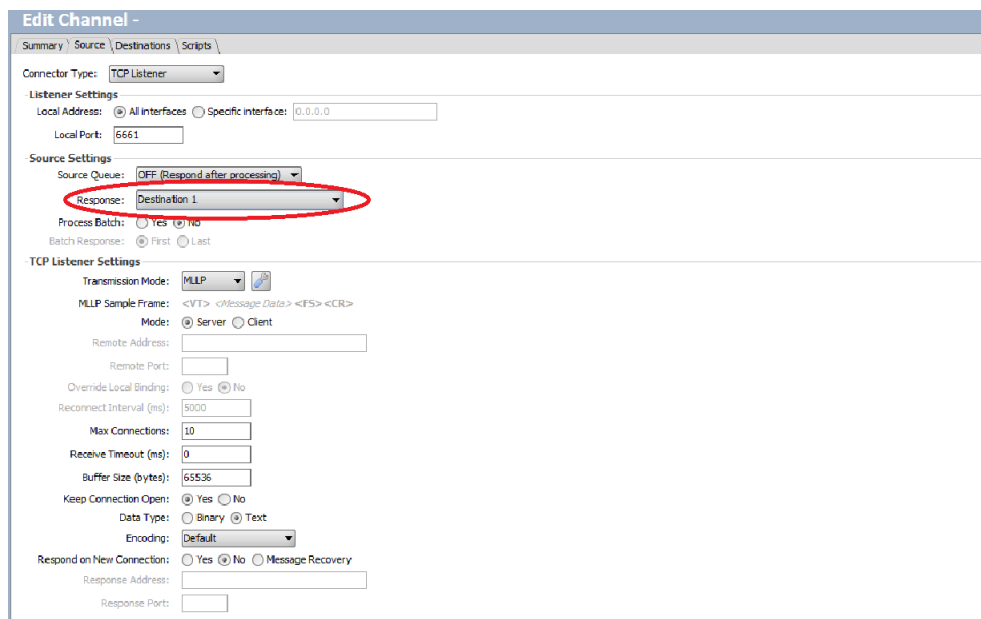 Edit Channel -
Summary Source Destinations Scripts
Connector Type: TCP Listener
Listener Settings
Local Address: All interfaces Specific interface: 0.0.0.0
Local Port: 6661
Source Settings
Source Queue: OFF (Respond after processing)
Response: Destination 1
Process Batch: Yes No
Batch Response: First Last
TCP Listener Settings
Transmission Mode: MLLP
MLLP Sample Frame: <VT> <Message Data> <FS><CR>
Mode: Server Client
Remote Address:
Remote Port:
Override Local Binding: Yes No
Reconnect Interval (ms): 5000
Max Connections: 10
Receive Timeout (ms): 0
Buffer Size (bytes): 65536
Keep Connection Open: Yes No
Data Type: Binary Text
Encoding: Default
Respond on New Connection: Yes No Message Recovery
Response Address:
Response Port: